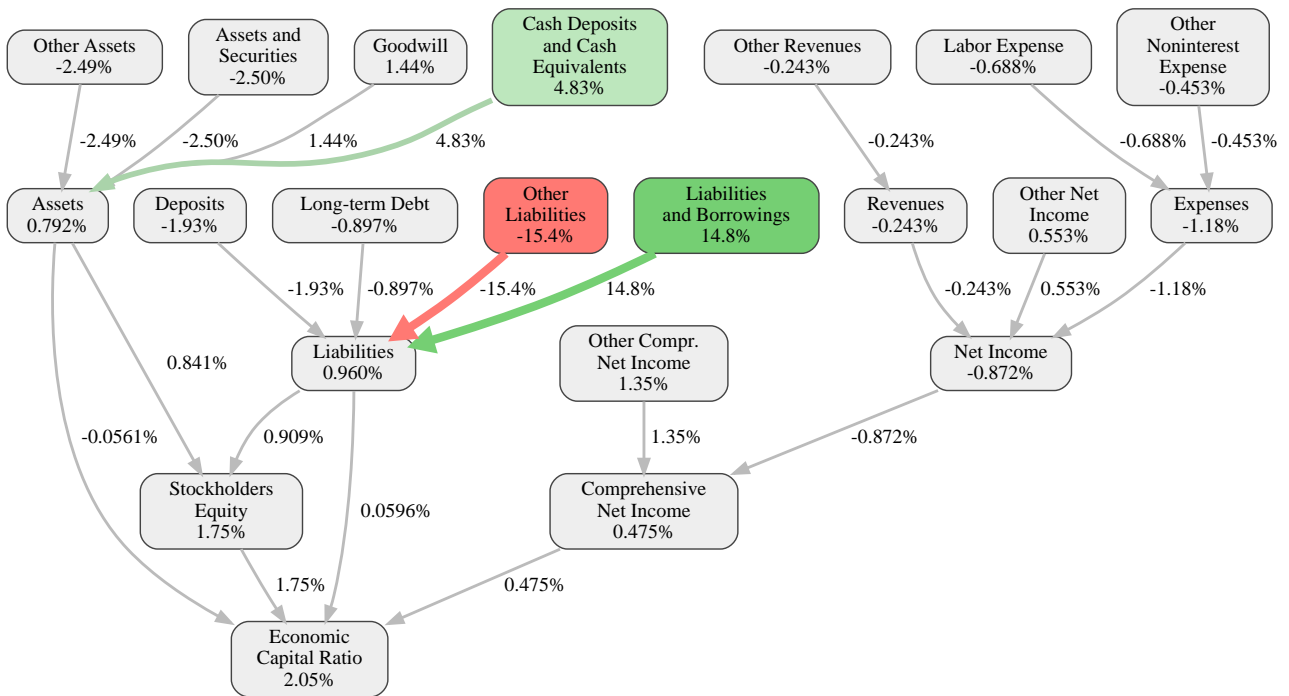 Other Assets
-2.49%
Assets and
Securities
-2.50%
Goodwill
1.44%
Cash Deposits
and Cash
Equivalents
4.83%
Other Revenues
-0.243%
Labor Expense
-0.688%
Other
Noninterest
Expense
-0.453%
-2.49%
-2.50%
1.44%
4.83%
-0.243%
-0.688%
-0.453%
Assets
0.792%
Deposits
-1.93%
Long-term Debt
-0.897%
Other
Liabilities
-15.4%
Liabilities
and Borrowings
14.8%
Revenues
-0.243%
Other Net
Income
0.553%
Expenses
-1.18%
-1.93%
-0.897%
-15.4%
14.8%
-0.243%
0.553%
-1.18%
0.841%
Liabilities
0.960%
Other Compr.
Net Income
1.35%
Net Income
-0.872%
-0.0561%
0.909%
1.35%
-0.872%
Stockholders
Equity
1.75%
0.0596%
Comprehensive
Net Income
0.475%
1.75%
0.475%
Economic
Capital Ratio
2.05%